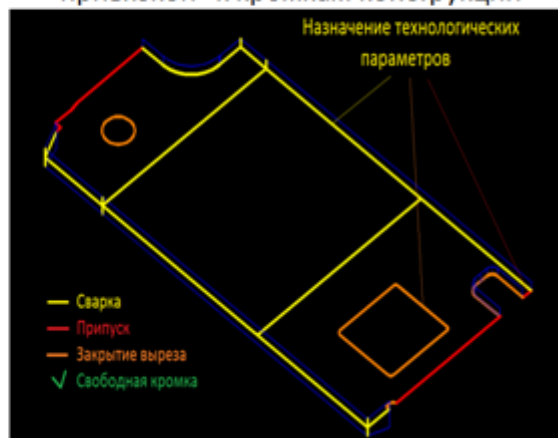 Назначение технологических
параметров
Сварка
Припуск
Закрытие выреза
Свободная кромка